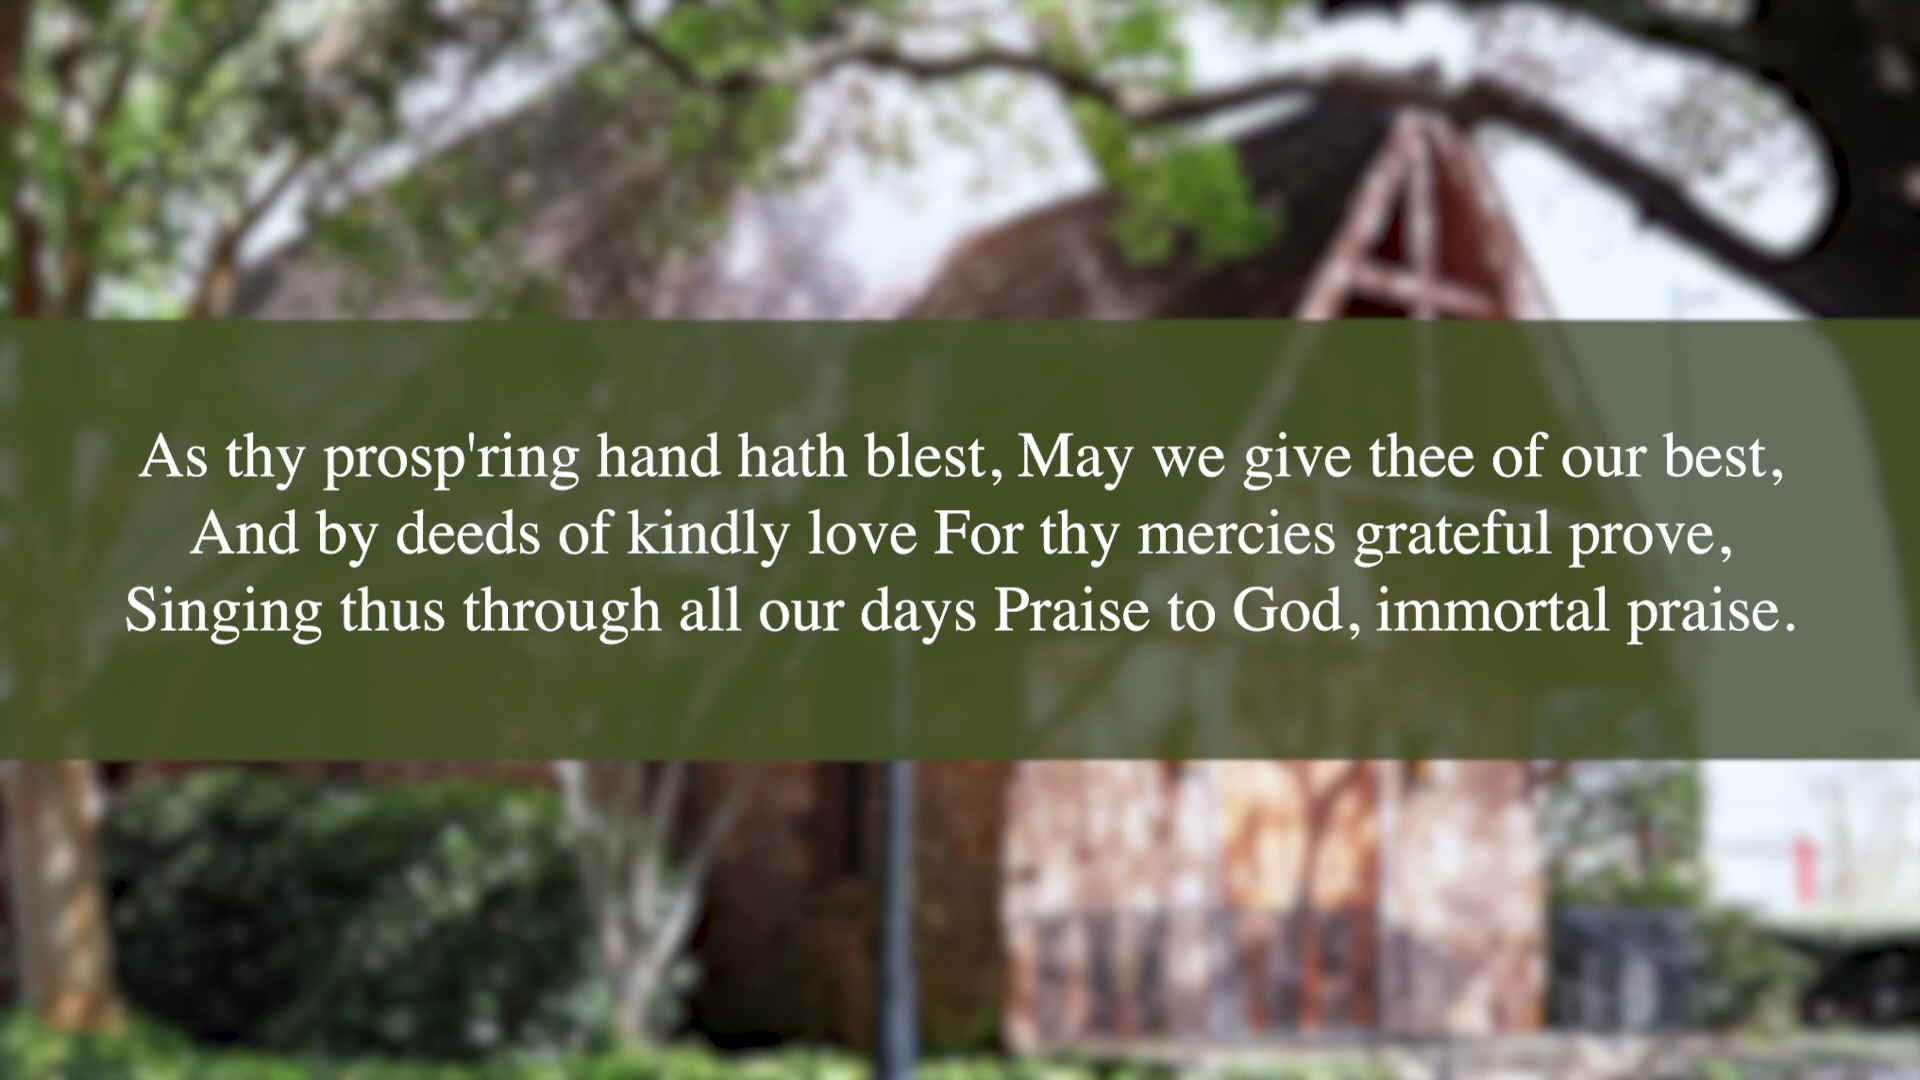 As thy prosp'ring hand hath blest, May we give thee of our best,
And by deeds of kindly love For thy mercies grateful prove,
Singing thus through all our days Praise to God, immortal praise.